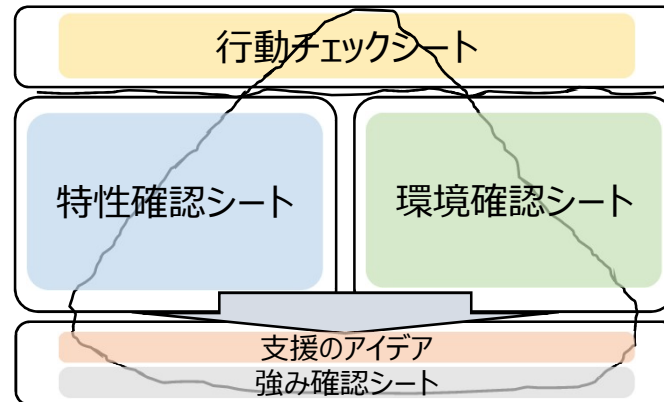 行動チェックシート
特性確認シート
環境確認シート
支援のアイデア
強み確認シート